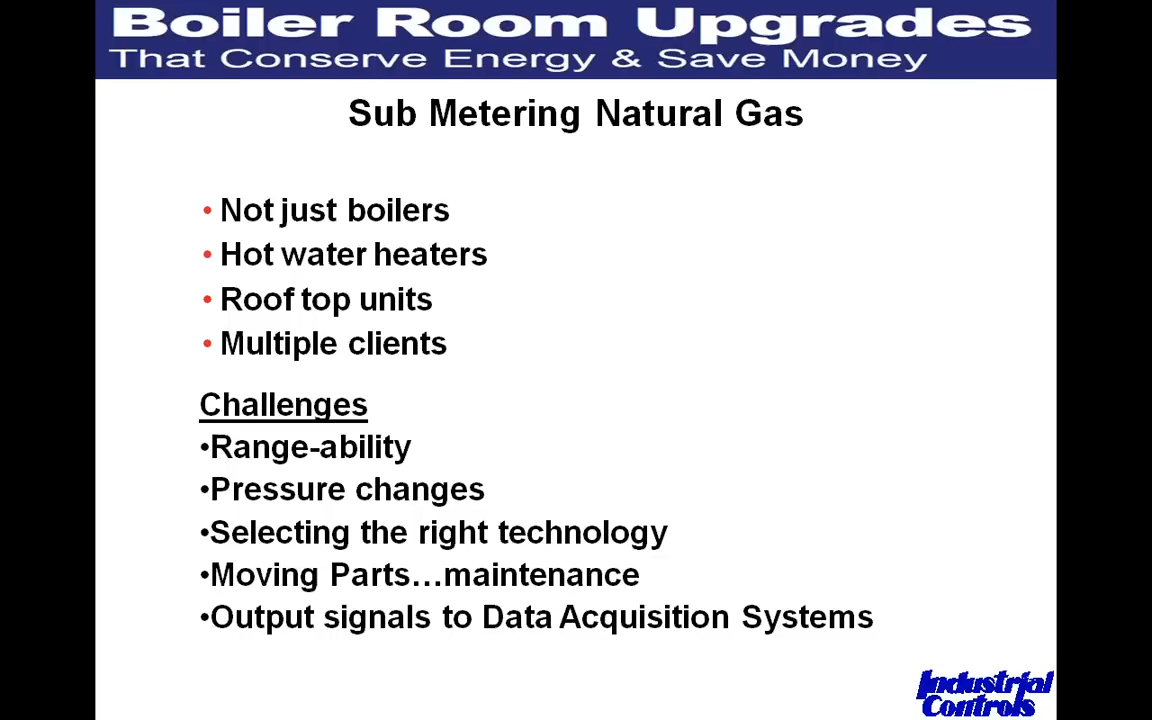 Boiler Room Upgrades
That Conserve Energy & Save Money
Sub Metering Natural Gas
• Not just boilers
• Hot water heaters
• Roof top units
• Multiple clients
Challenges
•Range-ability
•Pressure changes
•Selecting the right technology
•Moving Parts...maintenance
•Output signals to Data Acquisition Systems
Industrial
Controls